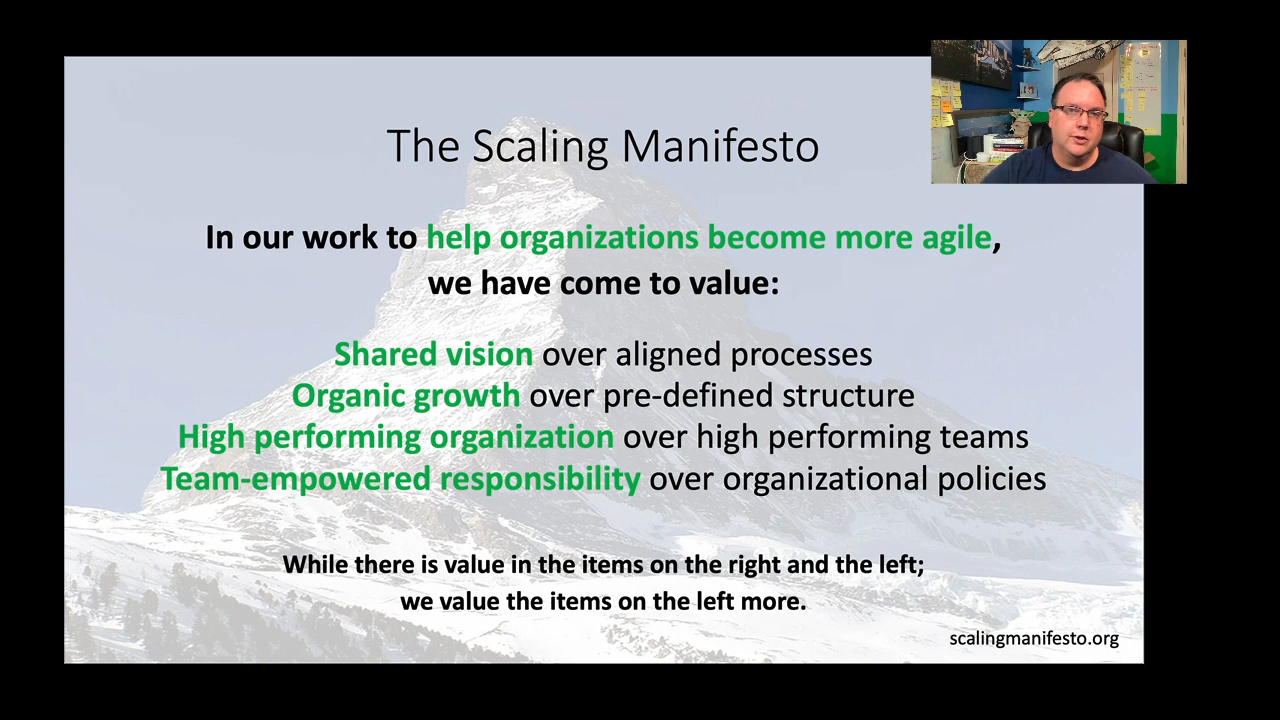 The Scaling Manifesto
In our work to help organizations become more agile,
we have come to value:
Shared vision over aligned processes
Organic growth over pre-defined structure
High performing organization over high performing teams
Team-empowered responsibility over organizational policies
While there is value in the items on the right and the left;
we value the items on the left more.
scalingmanifesto.org